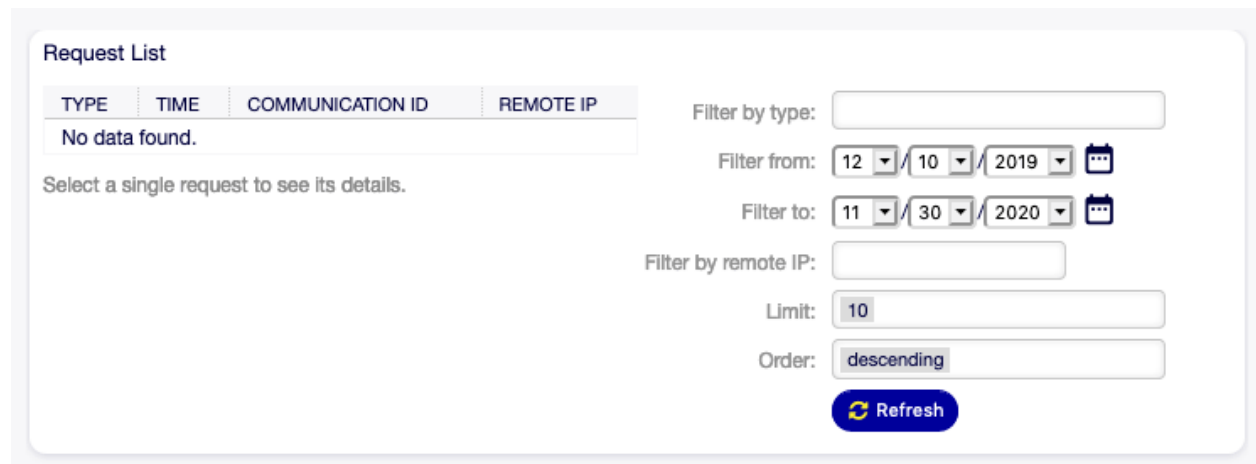 Request List
TYPE TIME COMMUNICATION ID REMOTE IP
No data found.
Select a single request to see its details.
Filter by type:
Filter from: 12 / 10 / 2019
Filter to: 11 / 30 / 2020
Filter by remote IP:
Limit: 10
Order: descending
Refresh